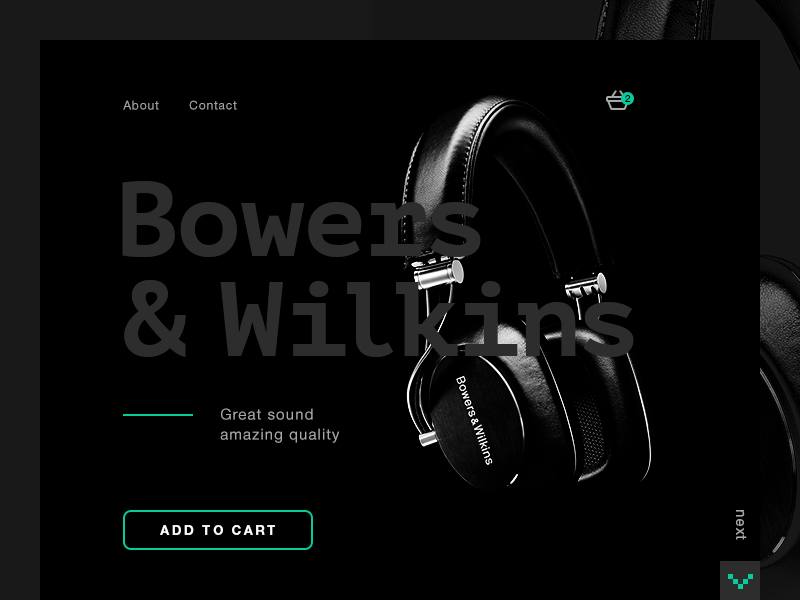 About
Contact
2
Bowers
& Wilkins
Great sound
amazing quality
Bowers & Wilkins
ADD TO CART
next